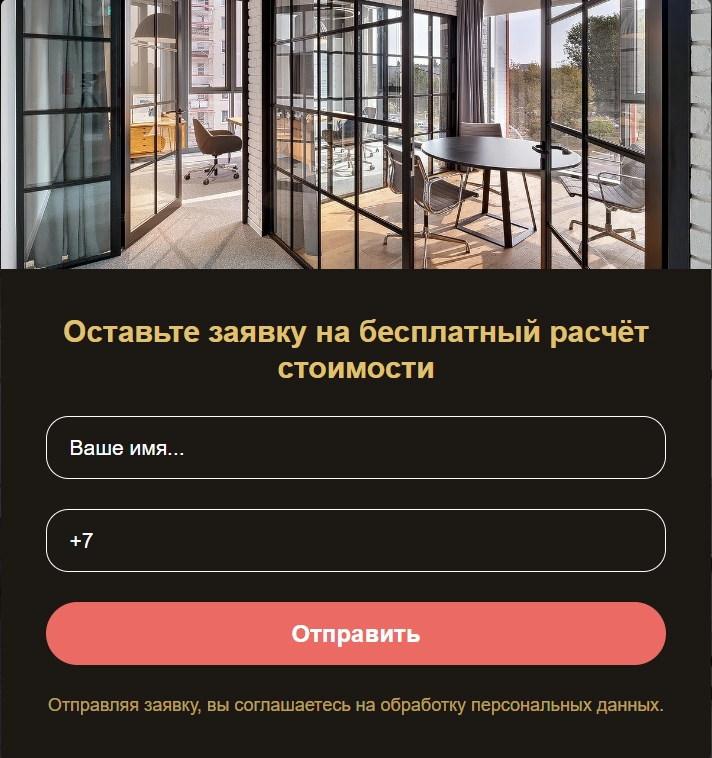 Оставьте заявку на бесплатный расчёт
стоимости
Ваше имя...
+7
Отправить
Отправляя заявку, вы соглашаетесь на обработку персональных данных.